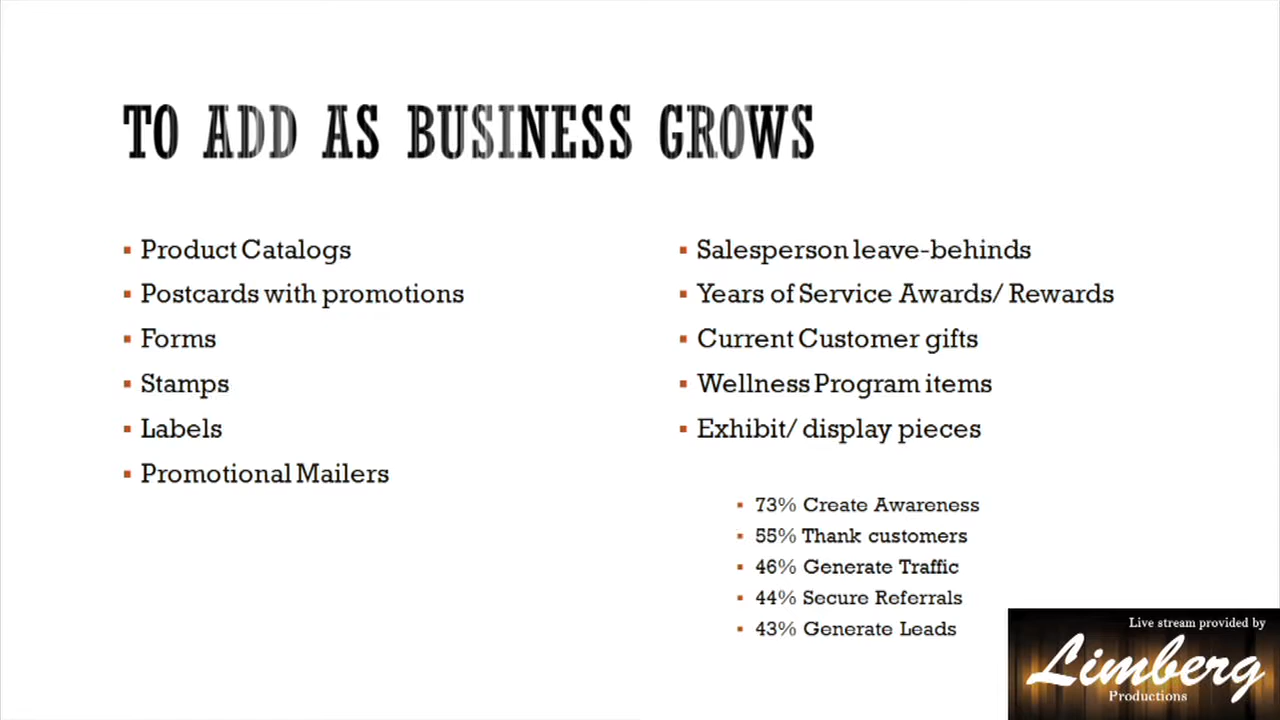 TO ADD AS BUSINESS GROWS
▪ Product Catalogs
▪ Postcards with promotions
▪ Forms
▪ Stamps
▪ Labels
▪ Promotional Mailers
▪ Salesperson leave-behinds
▪ Years of Service Awards/ Rewards
▪ Current Customer gifts
▪ Wellness Program items
▪ Exhibit/ display pieces
▪ 73% Create Awareness
▪ 55% Thank customers
▪ 46% Generate Traffic
▪ 44% Secure Referrals
▪ 43% Generate Leads
Live stream provided by
Limberg
Productions